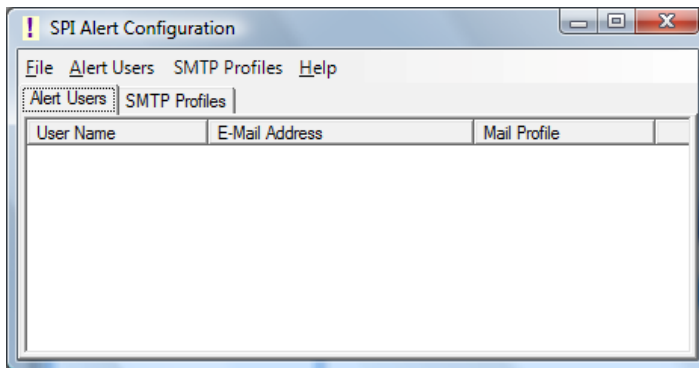 ! SPI Alert Configuration
File Alert Users SMTP Profiles Help
Alert Users SMTP Profiles
User Name E-Mail Address Mail Profile